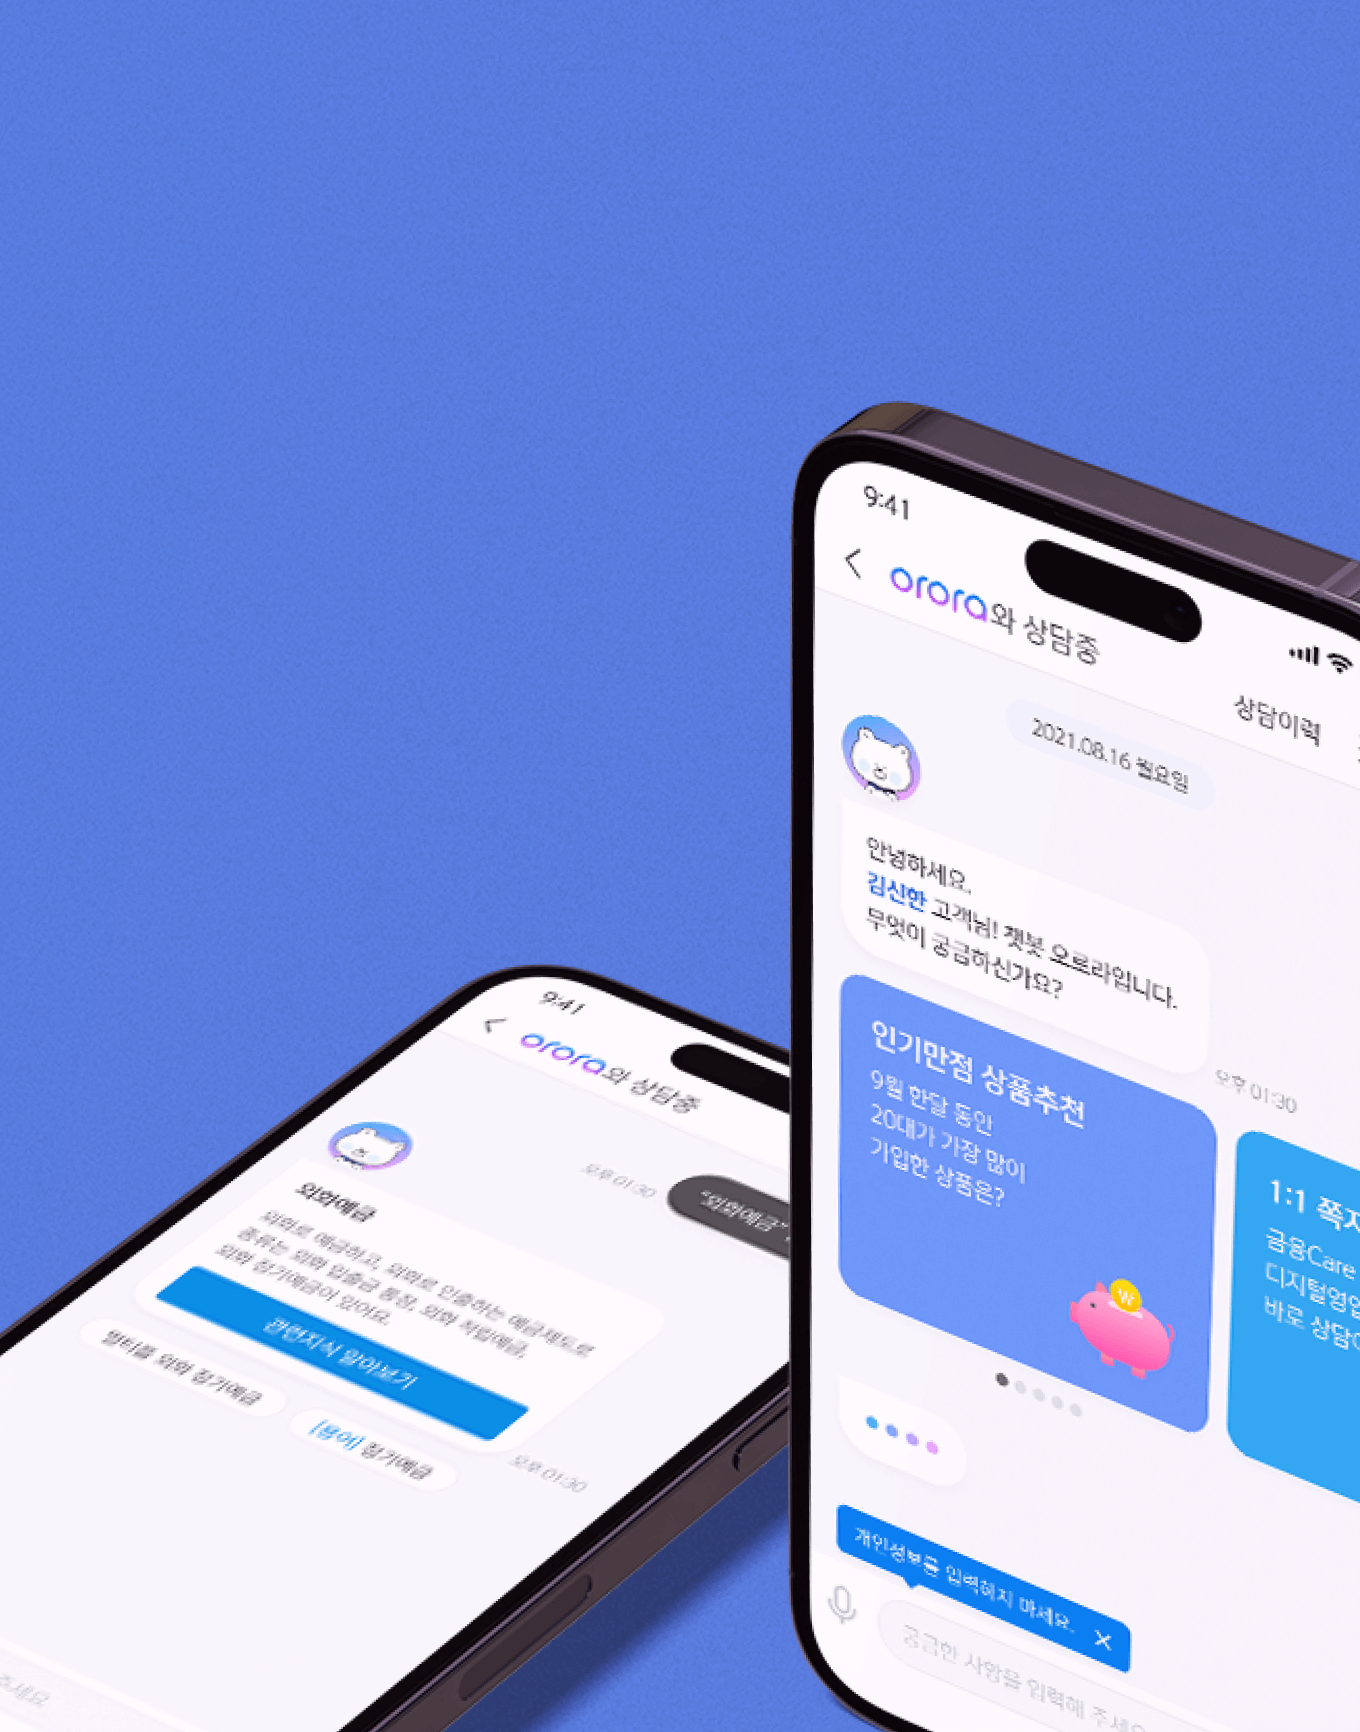 9:41
orora와 상담중
상담이력
2021.08.16 월요일
안녕하세요.
김신한 고객님! 챗봇 오로라입니다.
무엇이 궁금하신가요?
오후 01:30
인기만점 상품추천
9월 한달 동안
20대가 가장 많이
가입한 상품은?
W
1:1 쪽지
금융Care
디지털영업
바로 상담
개인정보를 입력하지 마세요.
궁금한 사항을 입력해 주세요
9:41
orora와 상담중
오후 01:30
"외화예금"
외화예금
외화로 예금하고, 외화로 인출하는 예금제도로
종류는 외화 입출금 통장, 외화 적립예금,
외화 정기예금이 있어요.
관련지식 알아보기
멀티플 외화 정기예금
[용어] 정기예금
오후 01:30
주세요